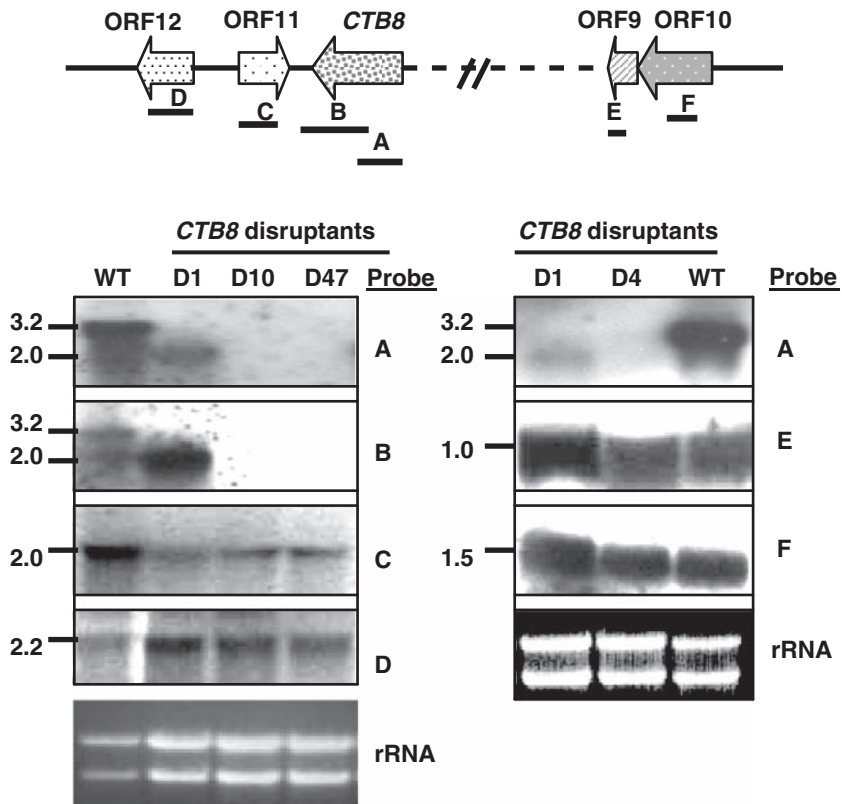 ORF12 ORF11 CTB8 ORF9 ORF10
D C B A E F
CTB8 disruptants
WT D1 D10 D47 Probe
3.2
2.0
A
3.2
2.0
B
2.0
C
2.2
D
rRNA
CTB8 disruptants
D1 D4 WT Probe
3.2
2.0
A
1.0
E
1.5
F
rRNA